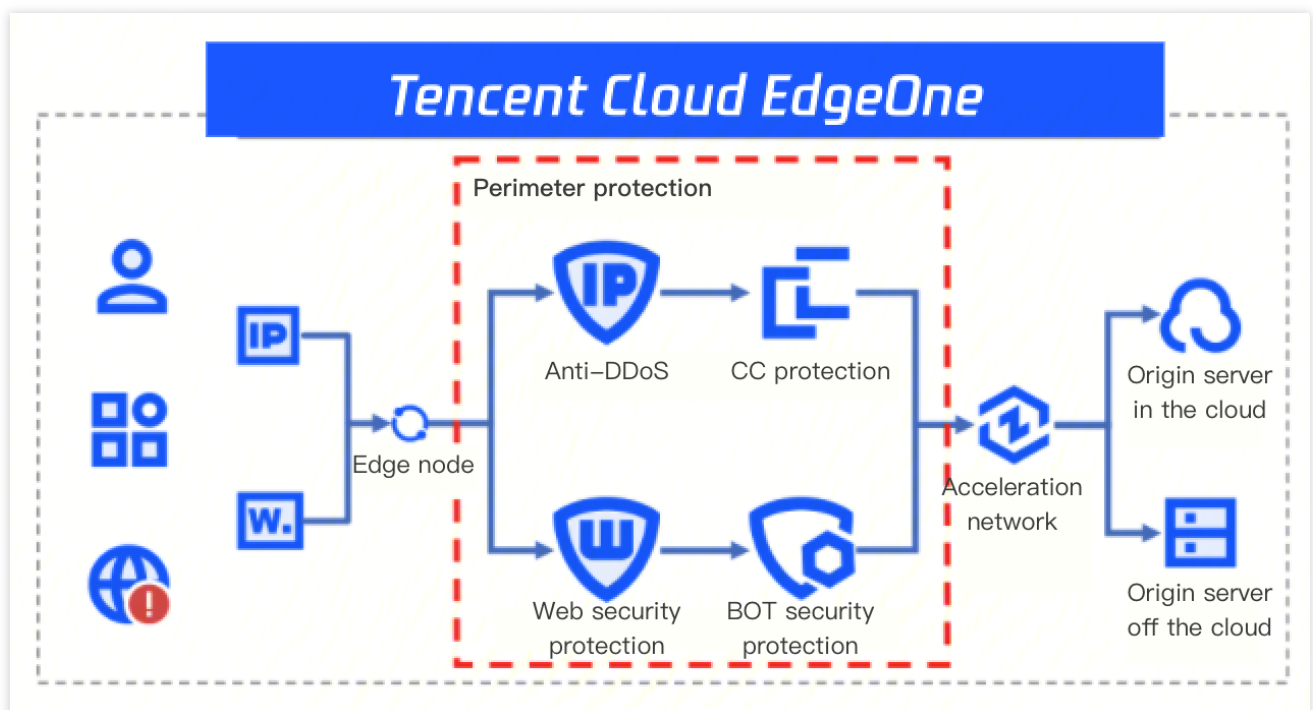 Tencent Cloud EdgeOne
Perimeter protection
IP
IP
Anti-DDoS
CC protection
Edge node
W.
W
Web security
protection
BOT security
protection
Acceleration
network
Origin server
in the cloud
Origin server
off the cloud